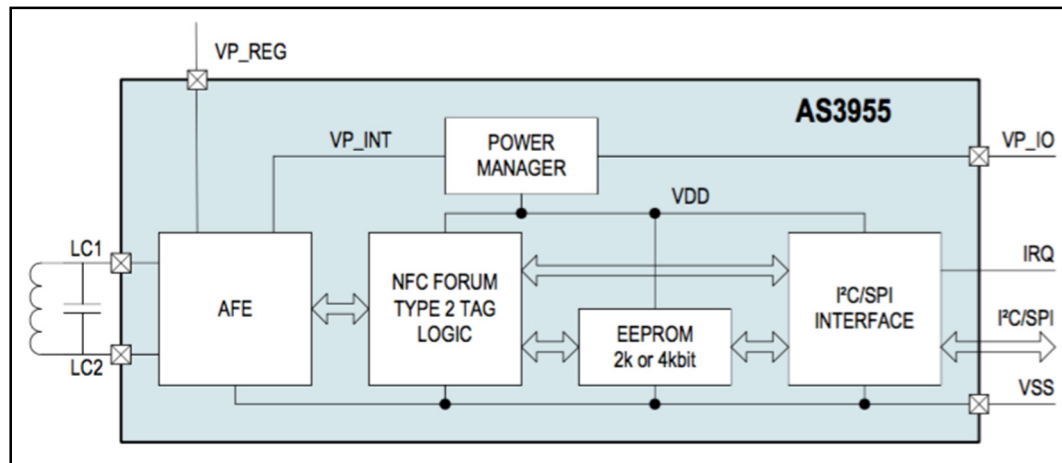 VP_REG
AS3955
VP_INT
POWER
MANAGER
VP_IO
VDD
LC1
AFE
NFC FORUM
TYPE 2 TAG
LOGIC
I²C/SPI
INTERFACE
IRQ
I²C/SPI
EEPROM
2k or 4kbit
LC2
VSS